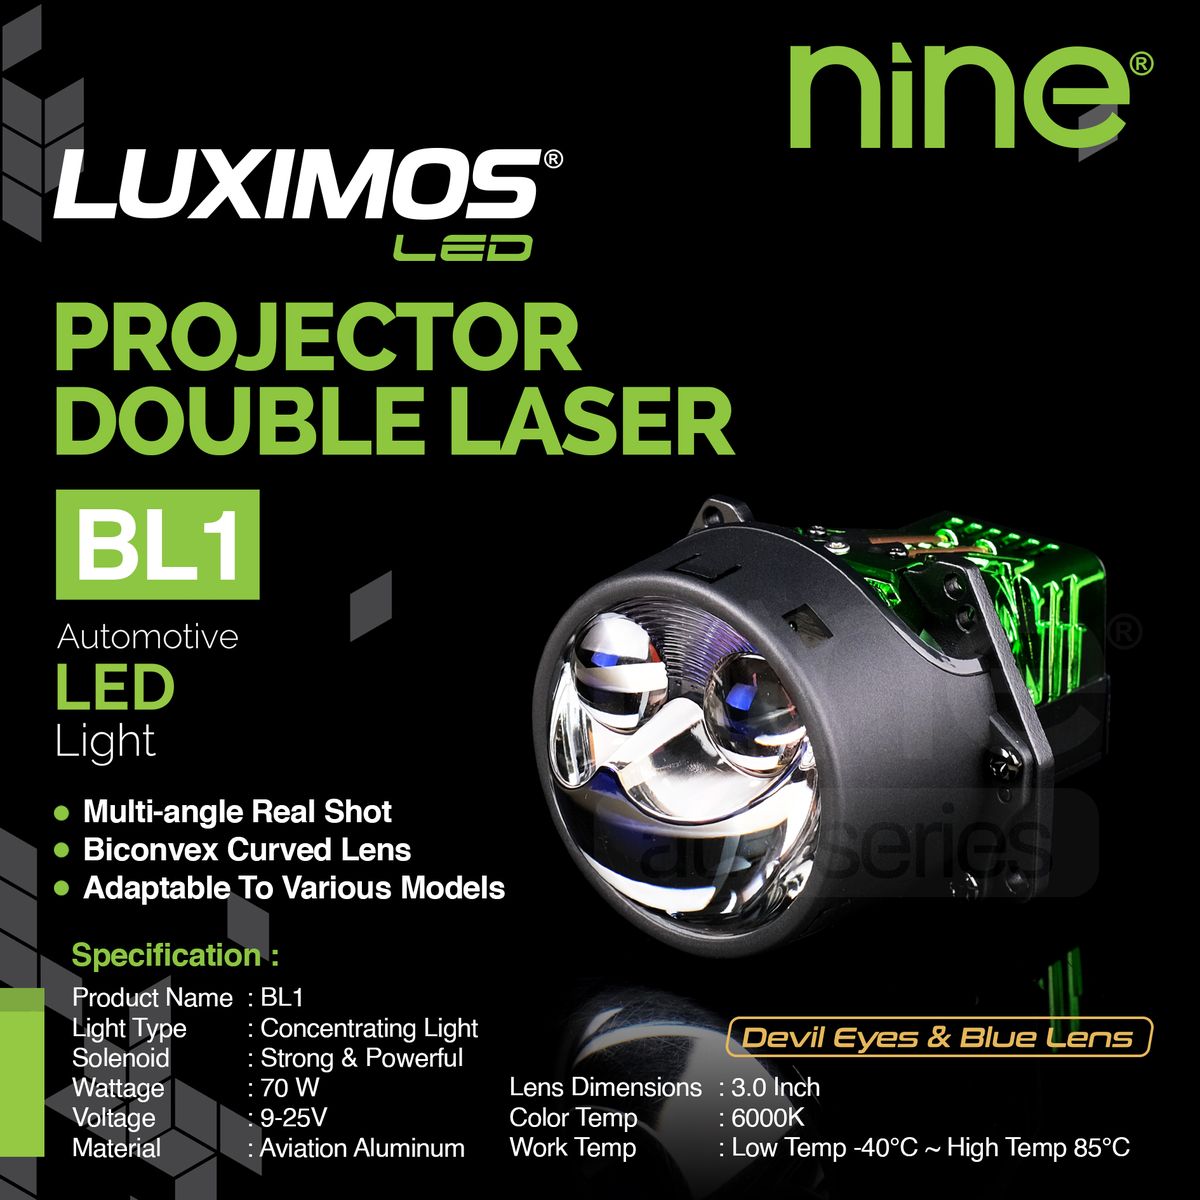 nine®
LUXIMOS®
LED
PROJECTOR
DOUBLE LASER
BL1
Automotive
LED
Light
• Multi-angle Real Shot
• Biconvex Curved Lens
• Adaptable To Various Models
Specification :
Product Name : BL1
Light Type : Concentrating Light
Solenoid : Strong & Powerful
Wattage : 70 W
Voltage : 9-25V
Material : Aviation Aluminum
Devil Eyes & Blue Lens
Lens Dimensions : 3.0 Inch
Color Temp : 6000K
Work Temp : Low Temp -40°C ~ High Temp 85°C
nine®
series